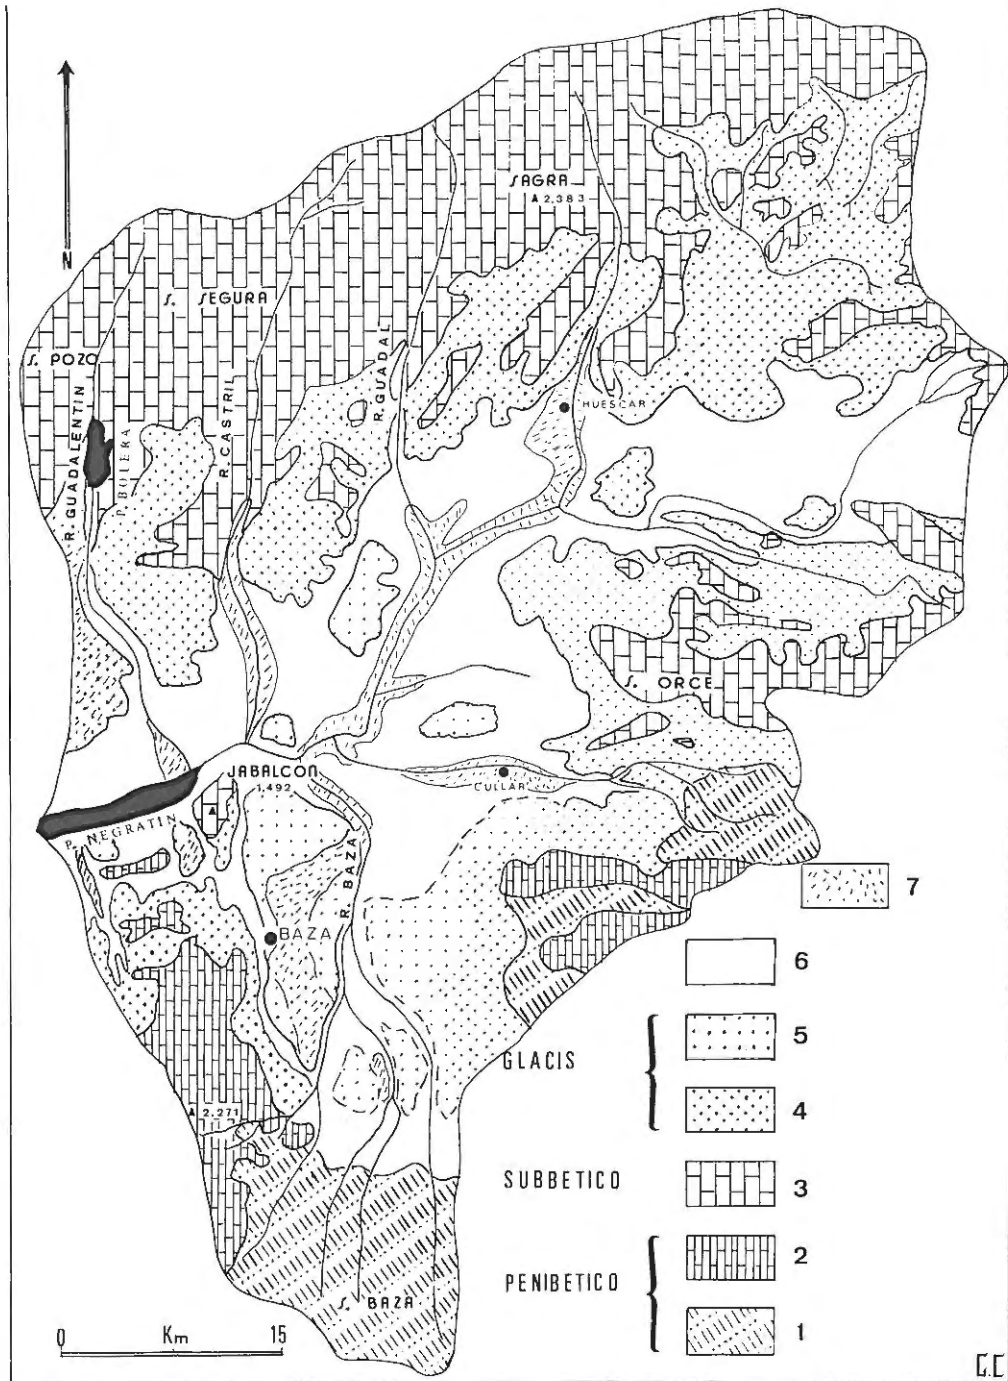 SAGRA
▲ 2,383
N
S. SEGURA
S. POZO
R. GUADAL
R. CASTRIL
R. GUADALENTIN
P. BOLERA
HUESCAR
S. ORCE
JABALCON
1,492
CULLAR
P. NEGRATIN
R. BAZA
BAZA
7
6
GLACIS
5
4
▲ 2.271
SUBBETICO
3
PENIBETICO
2
1
S. BAZA
0 Km 15